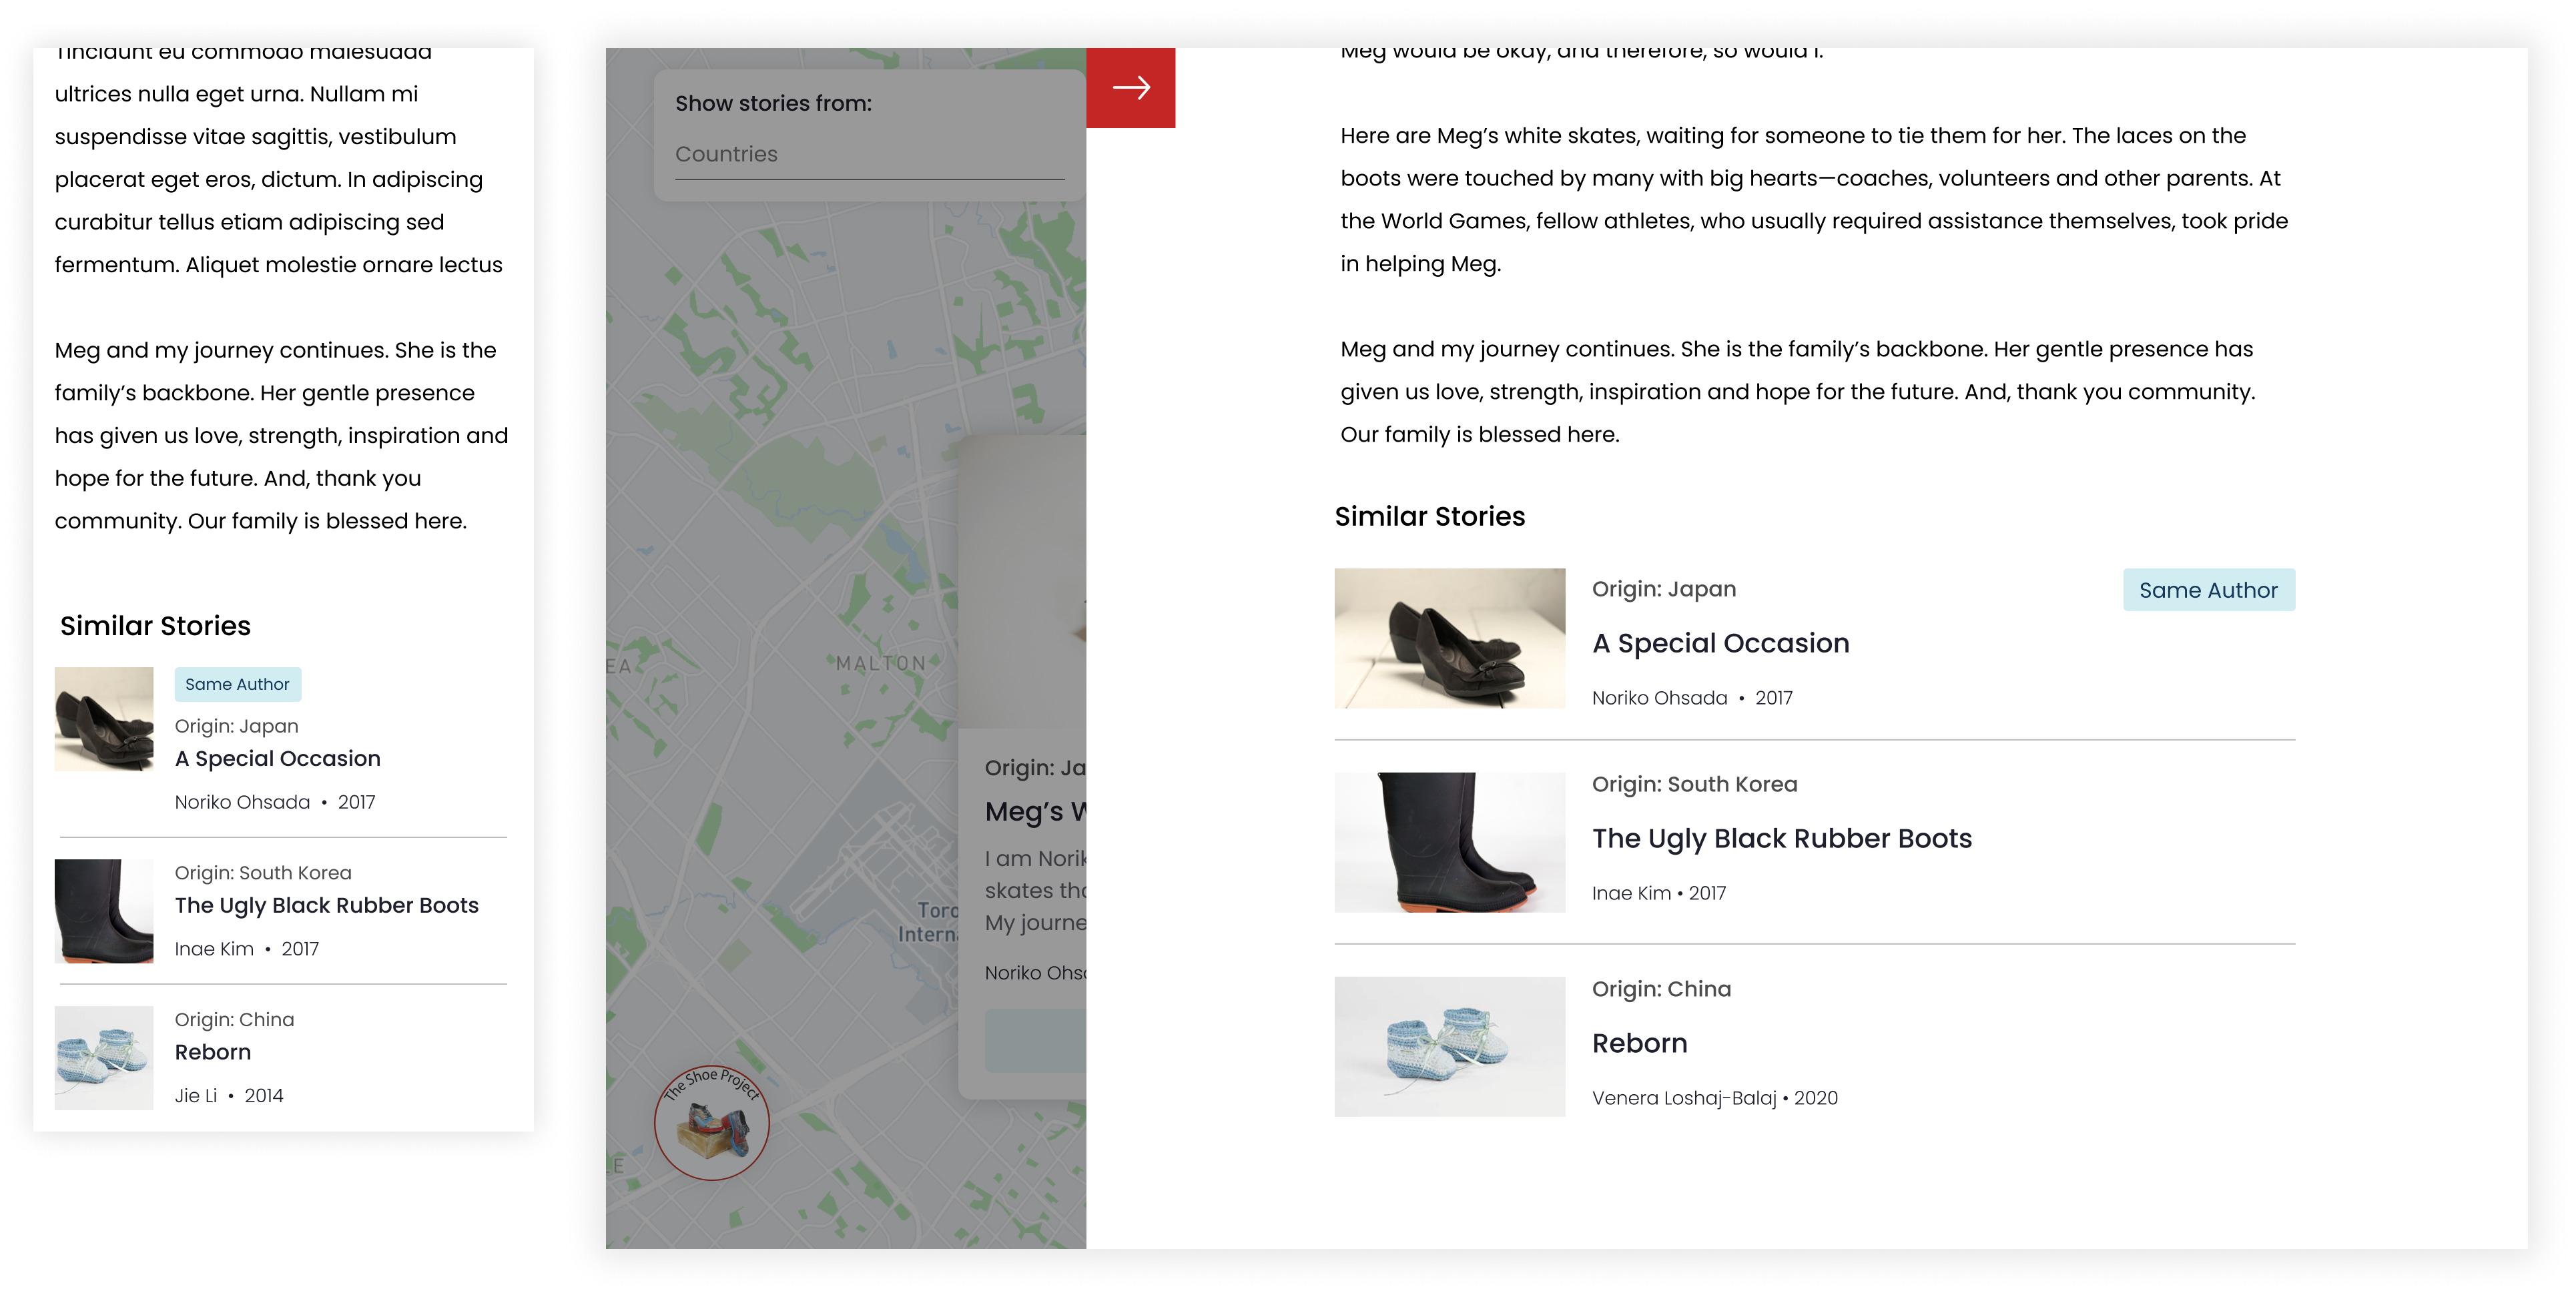 Tincidunt eu commodo malesuada
ultrices nulla eget urna. Nullam mi
suspendisse vitae sagittis, vestibulum
placerat eget eros, dictum. In adipiscing
curabitur tellus etiam adipiscing sed
fermentum. Aliquet molestie ornare lectus
Meg and my journey continues. She is the
family’s backbone. Her gentle presence
has given us love, strength, inspiration and
hope for the future. And, thank you
community. Our family is blessed here.
Similar Stories
Same Author
Origin: Japan
A Special Occasion
Noriko Ohsada • 2017
Origin: South Korea
The Ugly Black Rubber Boots
Inae Kim • 2017
Origin: China
Reborn
Jie Li • 2014
Show stories from:
Countries
MALTON
EA
Toro
Interna
LE
Origin: Ja
Meg’s W
I am Norik
skates tha
My journe
Noriko Ohsa
The Shoe Project
Meg would be okay, and therefore, so would I.
Here are Meg’s white skates, waiting for someone to tie them for her. The laces on the
boots were touched by many with big hearts—coaches, volunteers and other parents. At
the World Games, fellow athletes, who usually required assistance themselves, took pride
in helping Meg.
Meg and my journey continues. She is the family’s backbone. Her gentle presence has
given us love, strength, inspiration and hope for the future. And, thank you community.
Our family is blessed here.
Similar Stories
Origin: Japan
Same Author
A Special Occasion
Noriko Ohsada • 2017
Origin: South Korea
The Ugly Black Rubber Boots
Inae Kim • 2017
Origin: China
Reborn
Venera Loshaj-Balaj • 2020